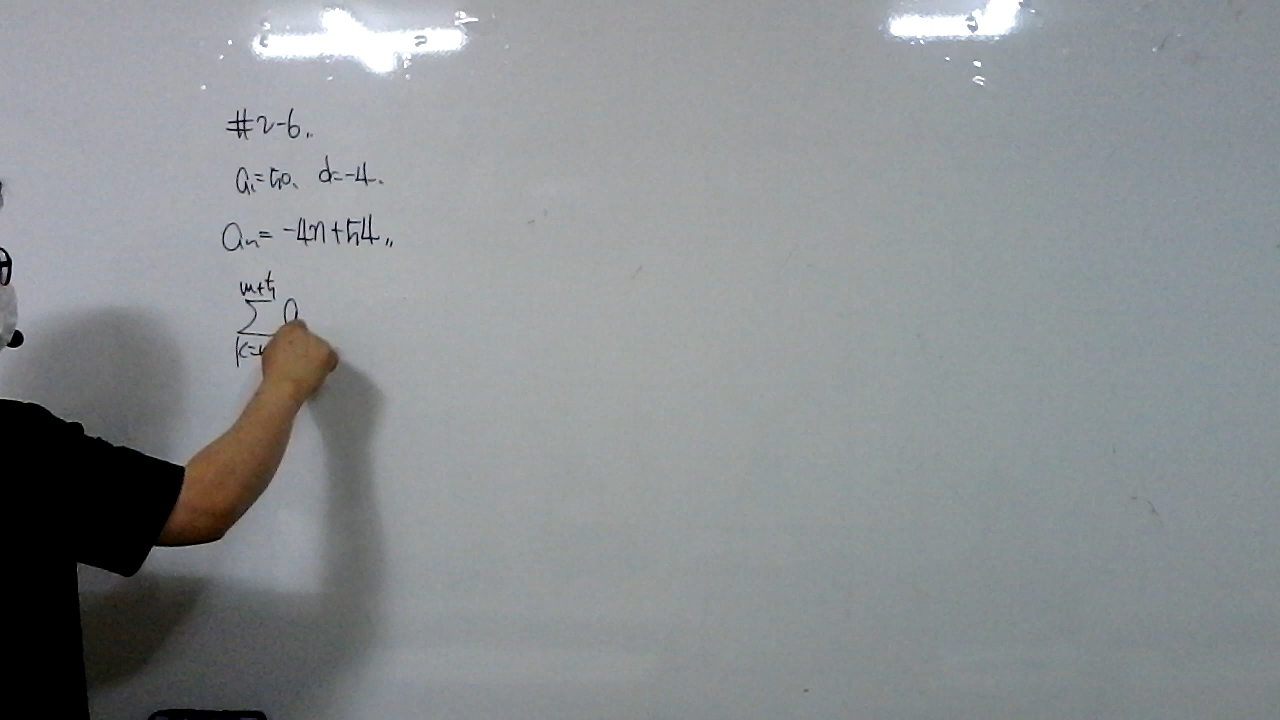 #2-6.
a₁=50. d=-4.
aₙ= -4n+54.
m+5
∑ a
k=